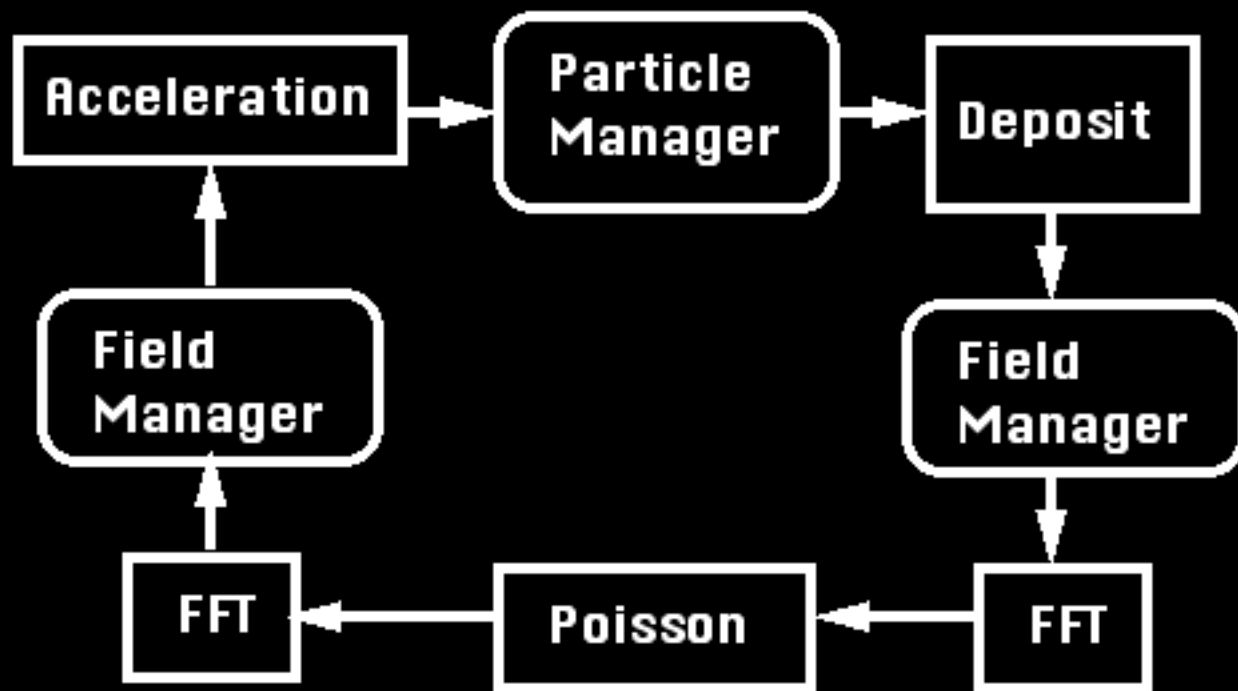 Acceleration
Particle
Manager
Deposit
Field
Manager
Field
Manager
FFT
Poisson
FFT